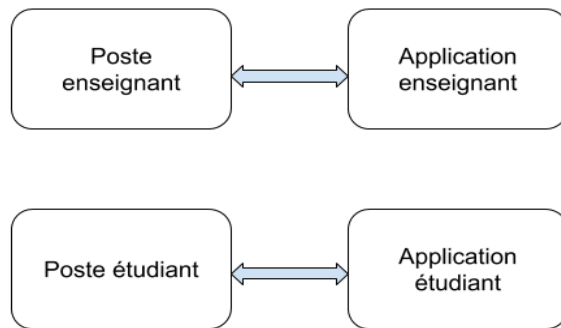 Poste
enseignant
Application
enseignant
Poste étudiant
Application
étudiant